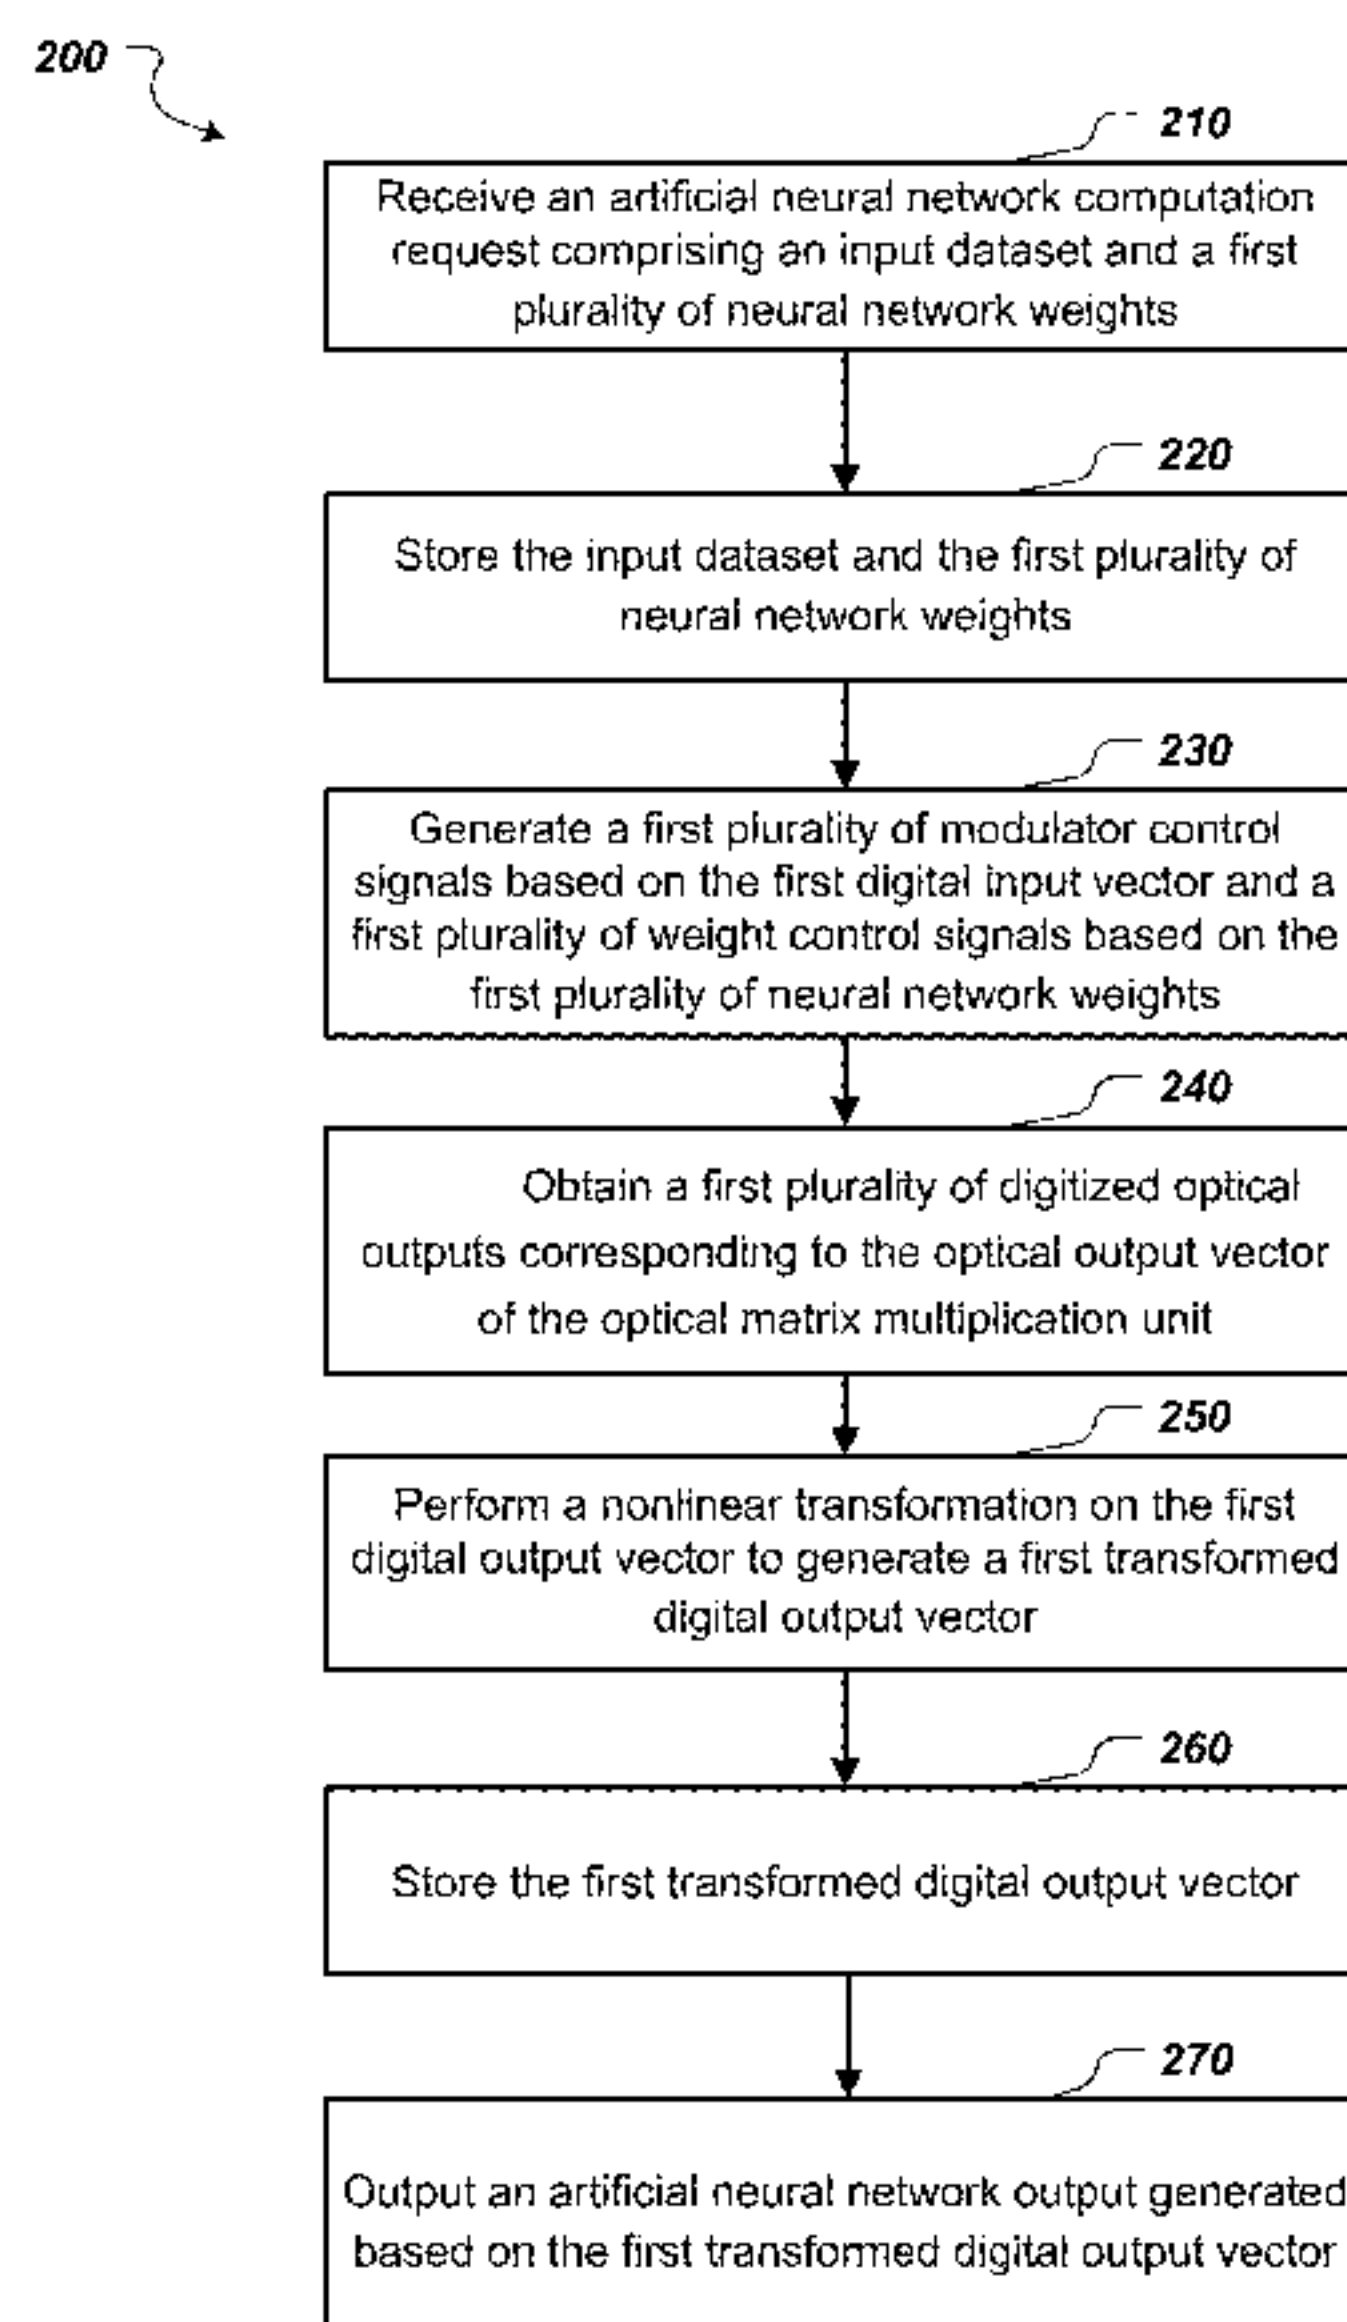 200
210
Receive an artificial neural network computation
request comprising an input dataset and a first
plurality of neural network weights
220
Store the input dataset and the first plurality of
neural network weights
230
Generate a first plurality of modulator control
signals based on the first digital input vector and a
first plurality of weight control signals based on the
first plurality of neural network weights
240
Obtain a first plurality of digitized optical
outputs corresponding to the optical output vector
of the optical matrix multiplication unit
250
Perform a nonlinear transformation on the first
digital output vector to generate a first transformed
digital output vector
260
Store the first transformed digital output vector
270
Output an artificial neural network output generated
based on the first transformed digital output vector